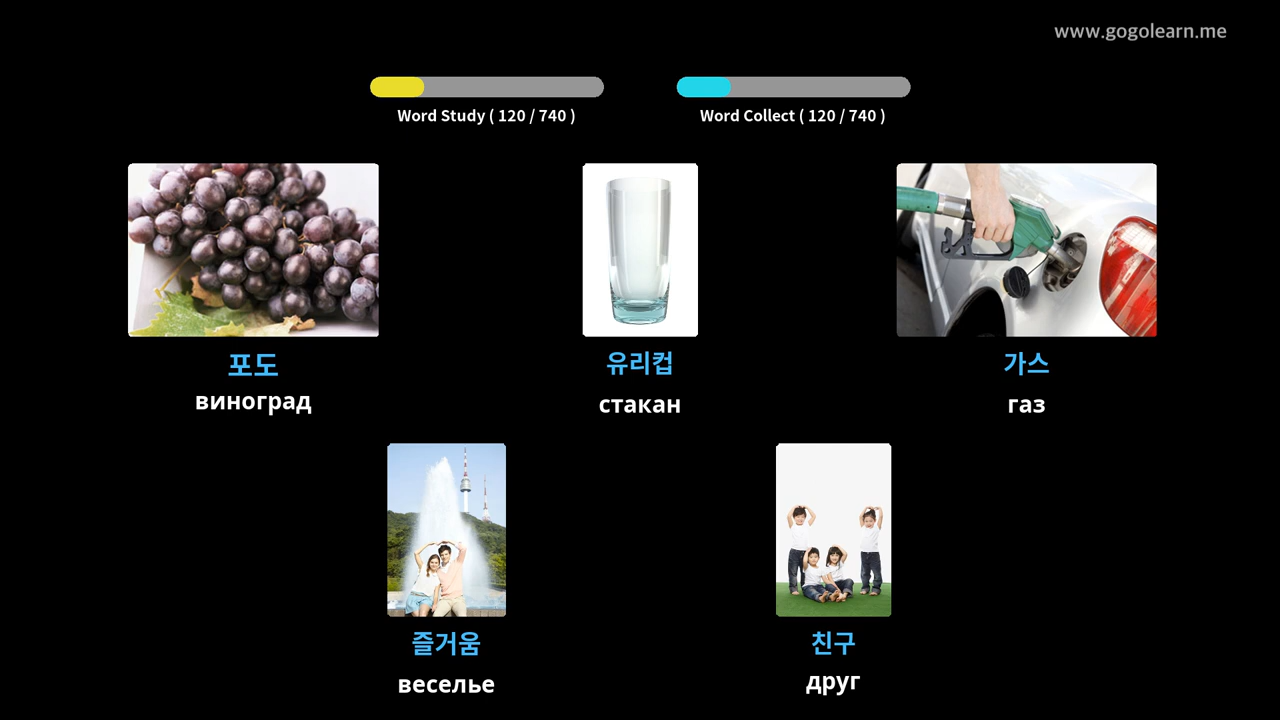 www.gogolearn.me
Word Study ( 120 / 740 )
Word Collect ( 120 / 740 )
포도
виноград
유리컵
стакан
가스
газ
즐거움
веселье
친구
друг